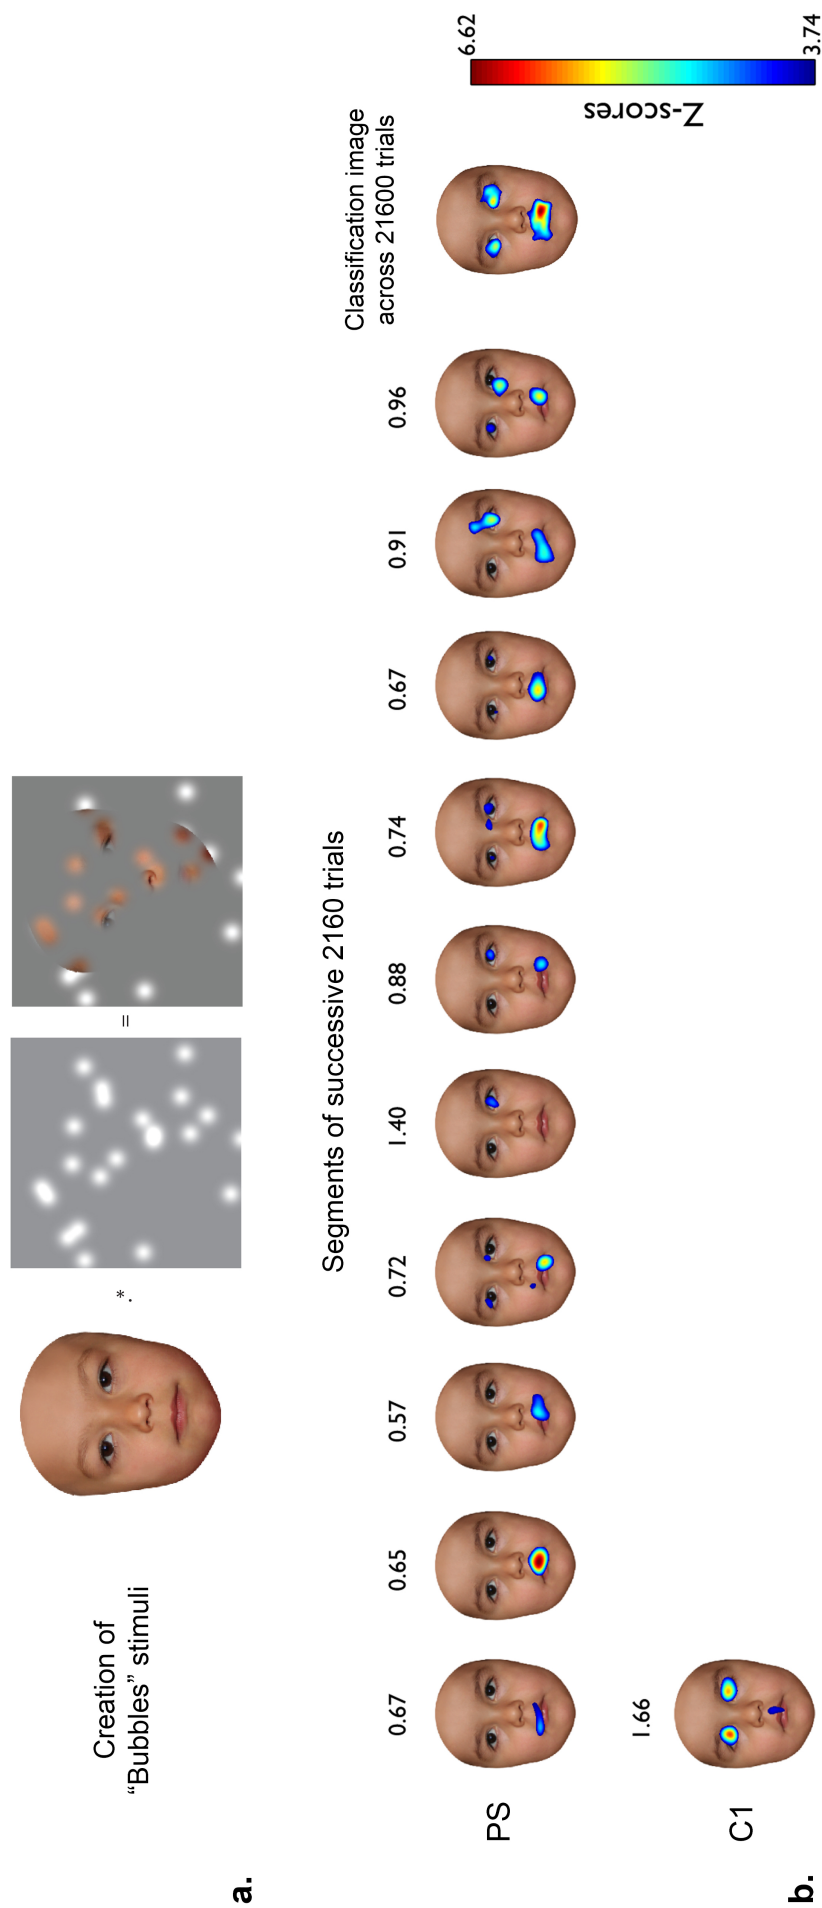 a.
Creation of
“Bubbles” stimuli
.*
=
Segments of successive 2160 trials
Classification image
across 21600 trials
0.67
0.65
0.57
0.72
1.40
0.88
0.74
0.67
0.91
0.96
PS
1.66
C1
b.
6.62
Z-scores
3.74